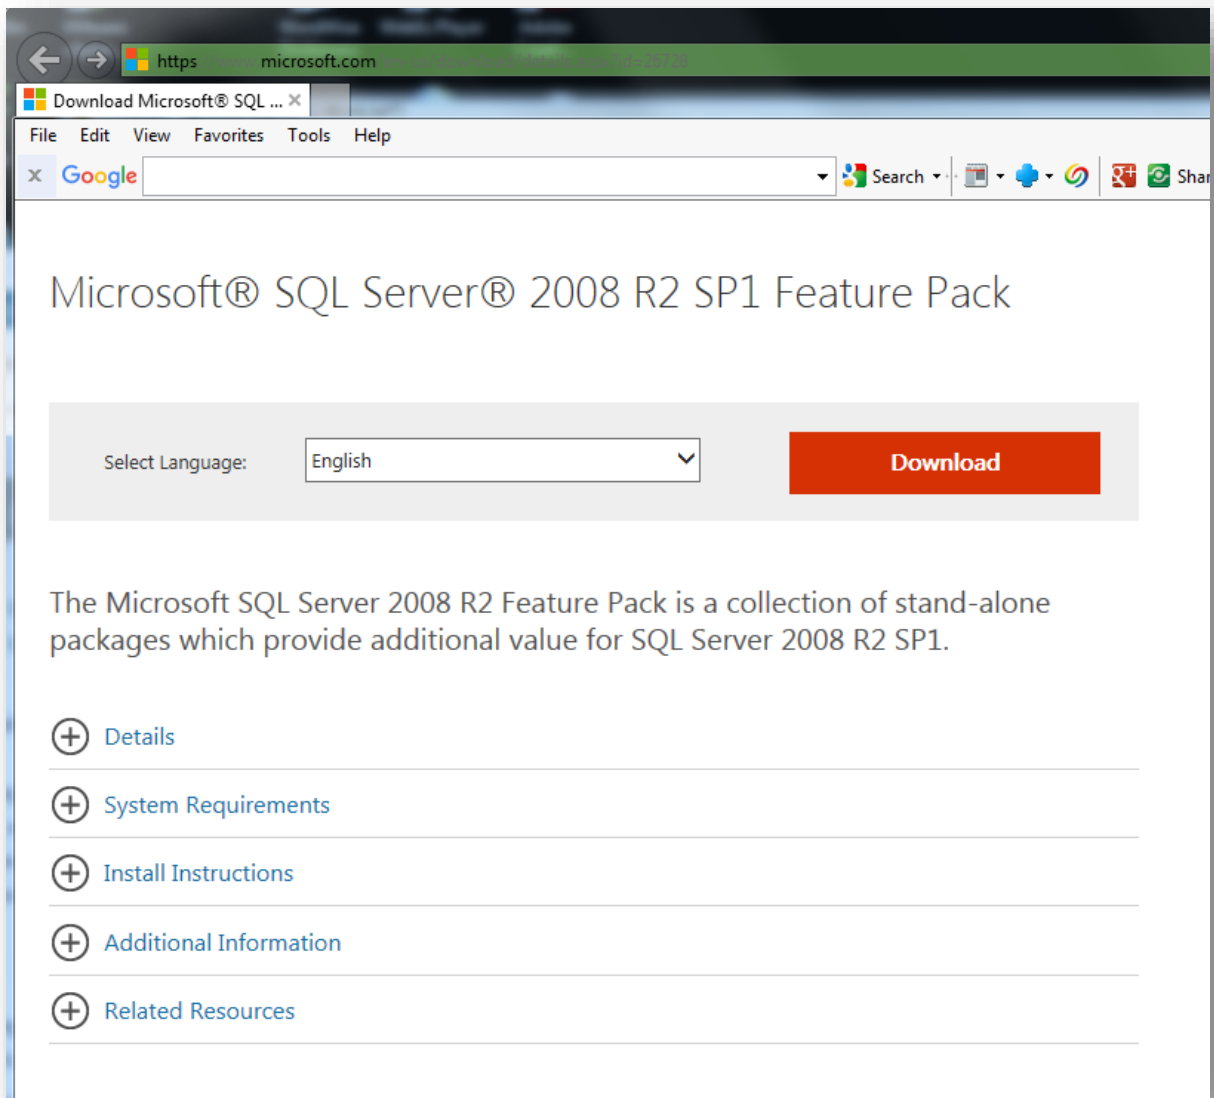 https microsoft.com id=26728
Download Microsoft® SQL ...
File Edit View Favorites Tools Help
x Google Search Shar
Microsoft® SQL Server® 2008 R2 SP1 Feature Pack
Select Language: English Download
The Microsoft SQL Server 2008 R2 Feature Pack is a collection of stand-alone
packages which provide additional value for SQL Server 2008 R2 SP1.
Details
System Requirements
Install Instructions
Additional Information
Related Resources